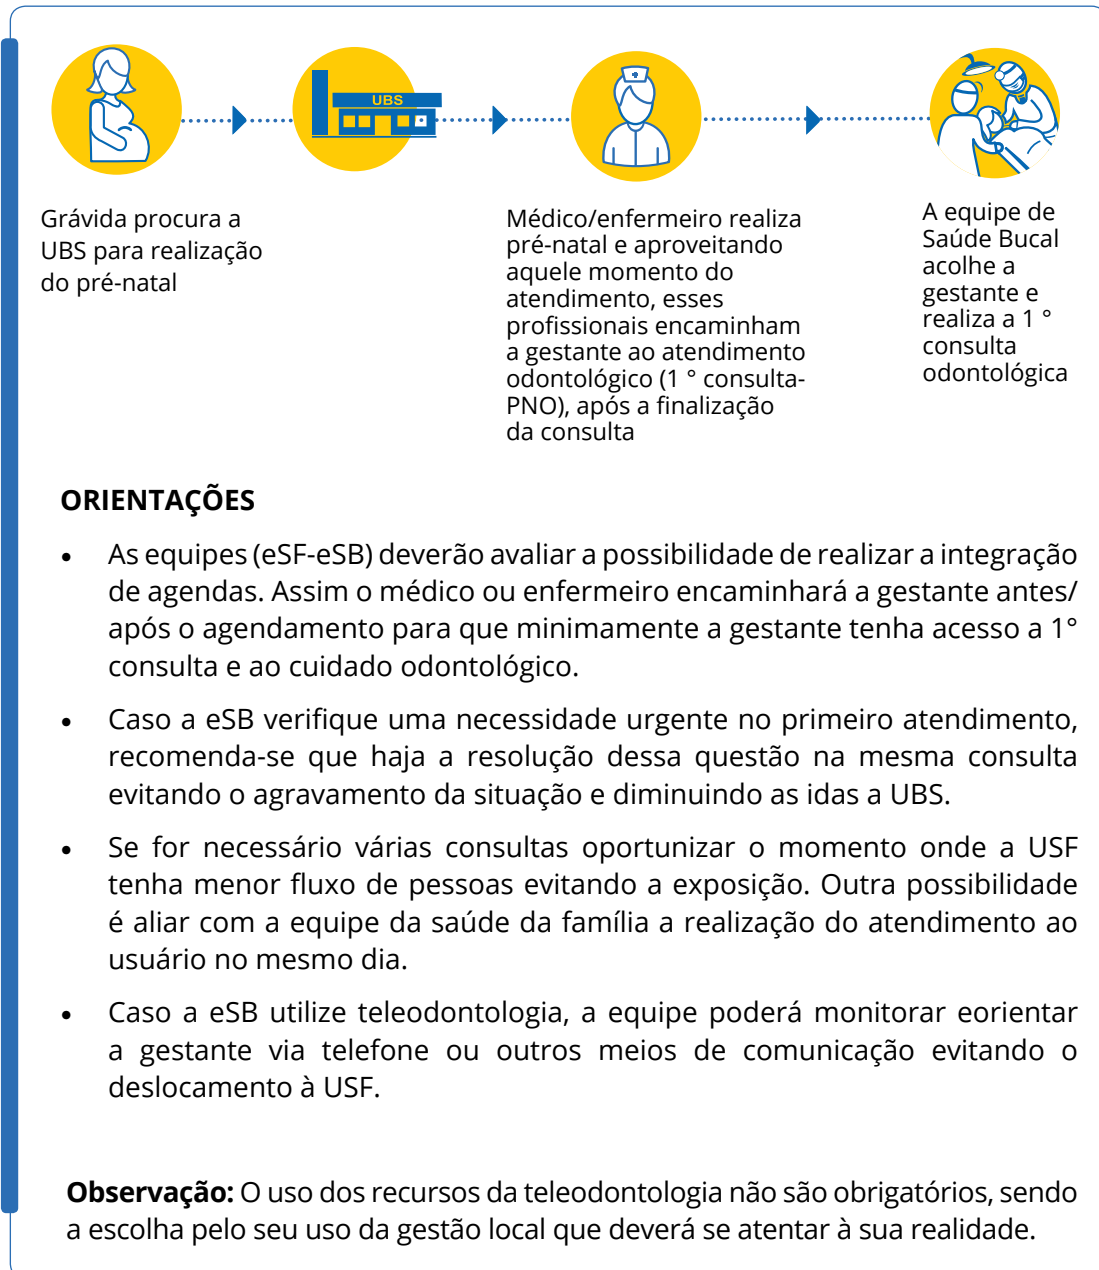 UBS
Grávida procura a
UBS para realização
do pré-natal
Médico/enfermeiro realiza
pré-natal e aproveitando
aquele momento do
atendimento, esses
profissionais encaminham
a gestante ao atendimento
odontológico (1 ° consulta-
PNO), após a finalização
da consulta
A equipe de
Saúde Bucal
acolhe a
gestante e
realiza a 1 °
consulta
odontológica
ORIENTAÇÕES
• As equipes (eSF-eSB) deverão avaliar a possibilidade de realizar a integração
de agendas. Assim o médico ou enfermeiro encaminhará a gestante antes/
após o agendamento para que minimamente a gestante tenha acesso a 1°
consulta e ao cuidado odontológico.
• Caso a eSB verifique uma necessidade urgente no primeiro atendimento,
recomenda-se que haja a resolução dessa questão na mesma consulta
evitando o agravamento da situação e diminuindo as idas a UBS.
• Se for necessário várias consultas oportunizar o momento onde a USF
tenha menor fluxo de pessoas evitando a exposição. Outra possibilidade
é aliar com a equipe da saúde da família a realização do atendimento ao
usuário no mesmo dia.
• Caso a eSB utilize teleodontologia, a equipe poderá monitorar eorientar
a gestante via telefone ou outros meios de comunicação evitando o
deslocamento à USF.
Observação: O uso dos recursos da teleodontologia não são obrigatórios, sendo
a escolha pelo seu uso da gestão local que deverá se atentar à sua realidade.